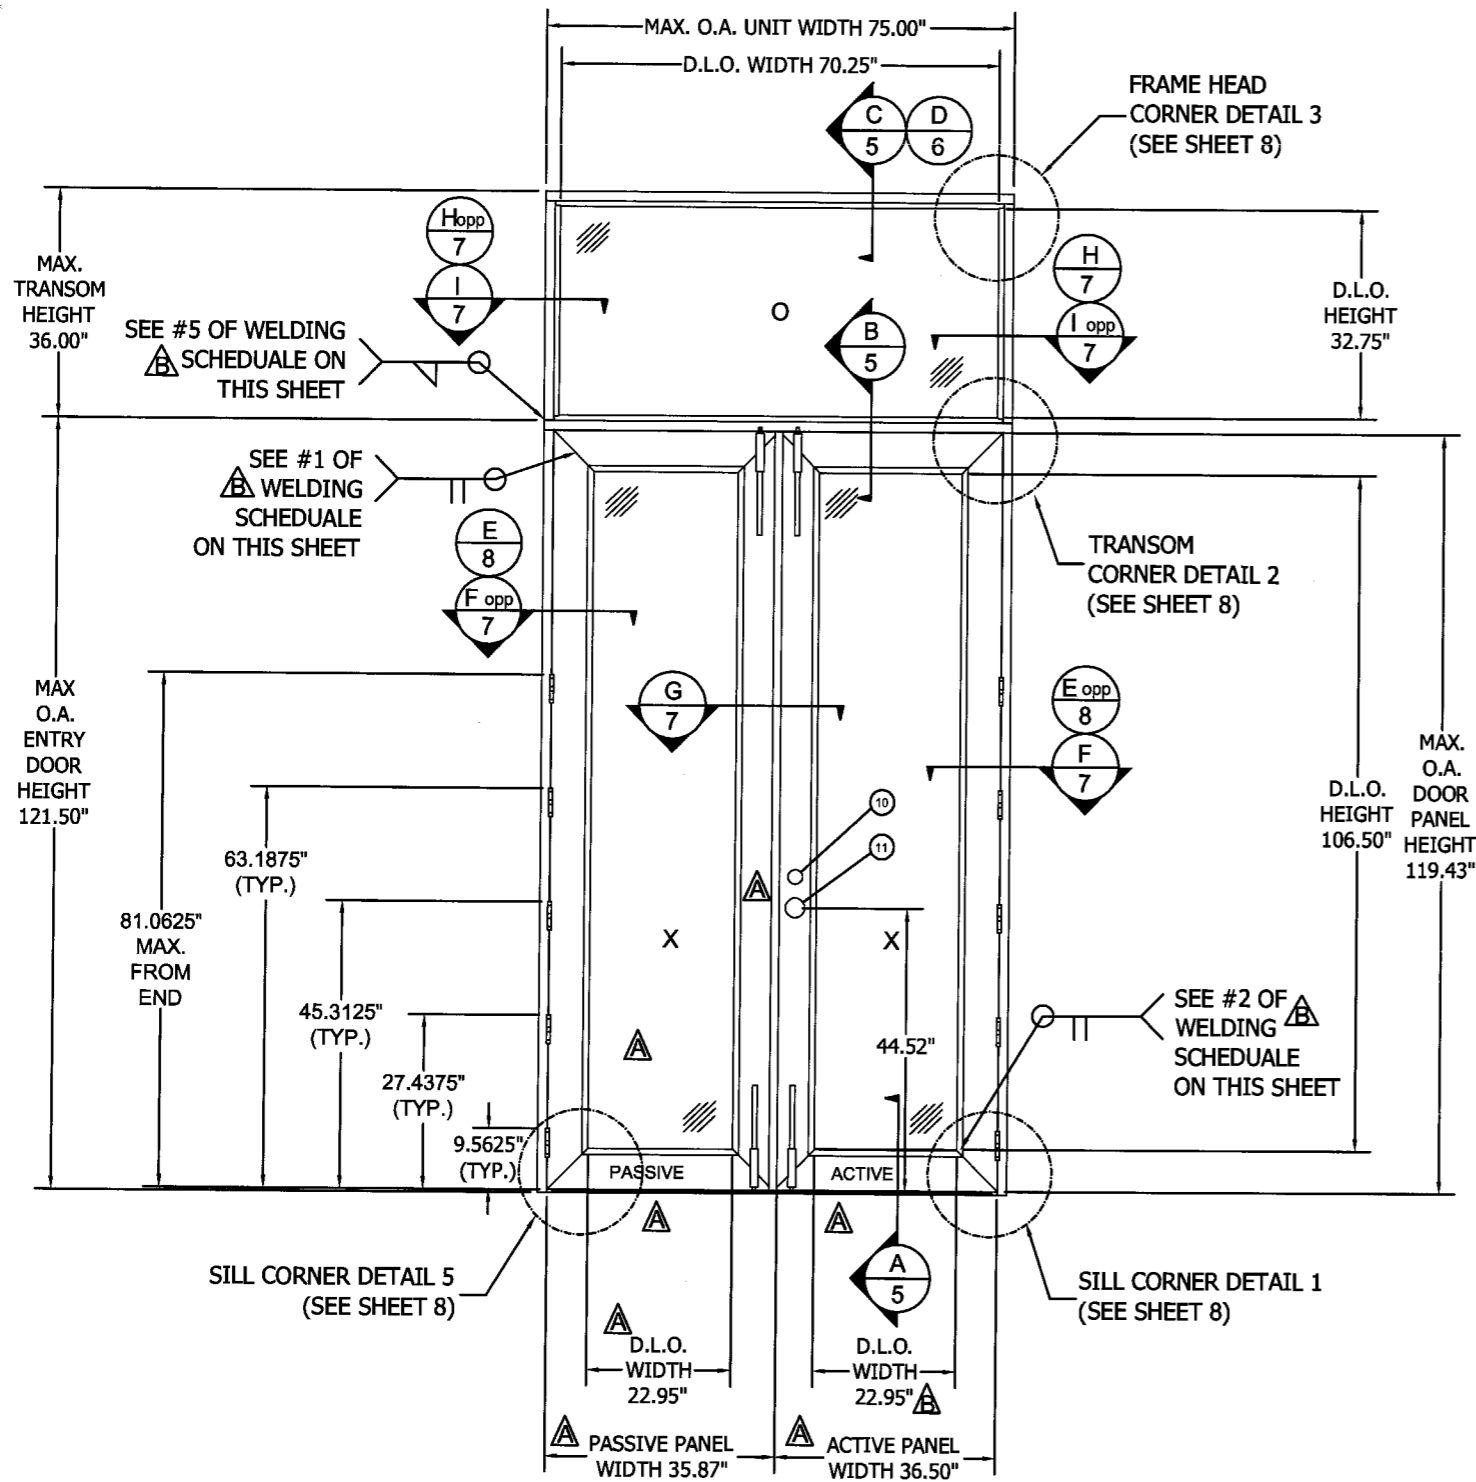 MAX. O.A. UNIT WIDTH 75.00"
D.L.O. WIDTH 70.25"
C
5
D
6
FRAME HEAD
CORNER DETAIL 3
(SEE SHEET 8)
Hopp
7
I
7
H
7
I opp
7
MAX.
TRANSOM
HEIGHT
36.00"
D.L.O.
HEIGHT
32.75"
O
B
5
SEE #5 OF WELDING
B SCHEDUALE ON
THIS SHEET
SEE #1 OF
B WELDING
SCHEDUALE
ON THIS SHEET
E
8
F opp
7
TRANSOM
CORNER DETAIL 2
(SEE SHEET 8)
G
7
E opp
8
F
7
MAX
O.A.
ENTRY
DOOR
HEIGHT
121.50"
MAX.
O.A.
DOOR
PANEL
HEIGHT
119.43"
D.L.O.
HEIGHT
106.50"
10
11
63.1875"
(TYP.)
A
81.0625"
MAX.
FROM
END
X
X
45.3125"
(TYP.)
A
44.52"
SEE #2 OF B
WELDING
SCHEDUALE
ON THIS SHEET
27.4375"
(TYP.)
9.5625"
(TYP.)
PASSIVE
ACTIVE
A
A
A
5
SILL CORNER DETAIL 5
(SEE SHEET 8)
SILL CORNER DETAIL 1
(SEE SHEET 8)
A
D.L.O.
WIDTH
22.95"
D.L.O.
WIDTH
22.95" B
A PASSIVE PANEL
WIDTH 35.87"
A ACTIVE PANEL
WIDTH 36.50"